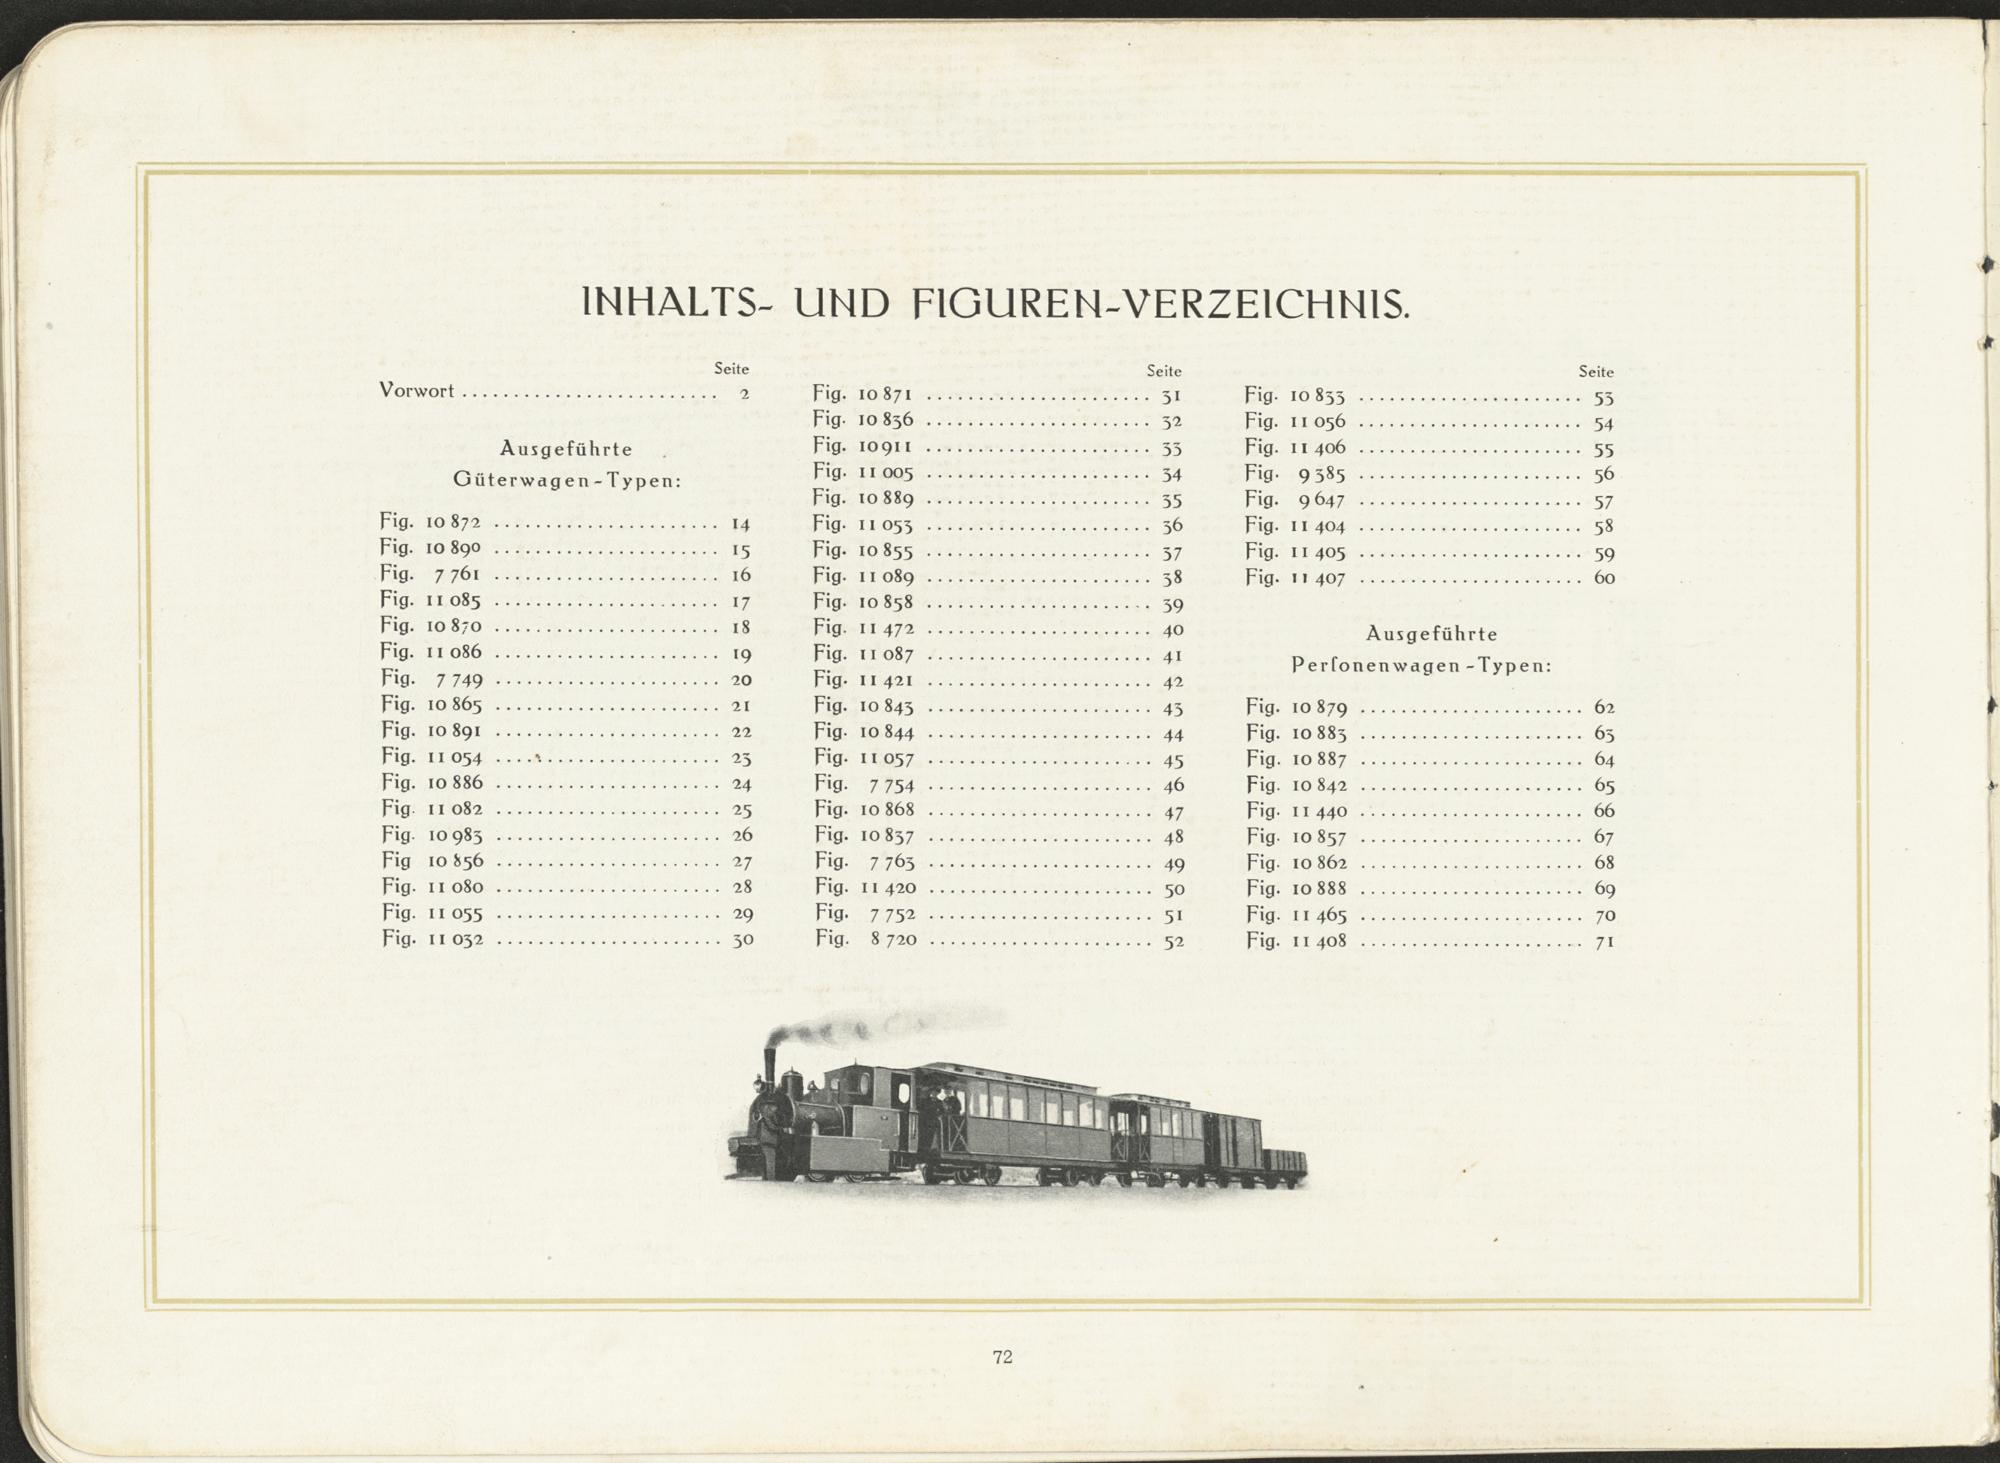 INHALTS- UND FIGUREN-VERZEICHNIS.
Seite
Vorwort ......................... 2
Ausgeführte
Güterwagen-Typen:
Fig. 10 872 ...................... 14
Fig. 10 890 ...................... 15
Fig. 7 761 ...................... 16
Fig. 11 085 ...................... 17
Fig. 10 870 ...................... 18
Fig. 11 086 ...................... 19
Fig. 7 749 ...................... 20
Fig. 10 865 ...................... 21
Fig. 10 891 ...................... 22
Fig. 11 054 ...................... 23
Fig. 10 886 ...................... 24
Fig. 11 082 ...................... 25
Fig. 10 983 ...................... 26
Fig 10 856 ...................... 27
Fig. 11 080 ...................... 28
Fig. 11 055 ...................... 29
Fig. 11 032 ...................... 30
Seite
Fig. 10 871 ...................... 31
Fig. 10 836 ...................... 32
Fig. 10 911 ...................... 33
Fig. 11 005 ...................... 34
Fig. 10 889 ...................... 35
Fig. 11 053 ...................... 36
Fig. 10 855 ...................... 37
Fig. 11 089 ...................... 38
Fig. 10 858 ...................... 39
Fig. 11 472 ...................... 40
Fig. 11 087 ...................... 41
Fig. 11 421 ...................... 42
Fig. 10 843 ...................... 43
Fig. 10 844 ...................... 44
Fig. 11 057 ...................... 45
Fig. 7 754 ...................... 46
Fig. 10 868 ...................... 47
Fig. 10 837 ...................... 48
Fig. 7 763 ...................... 49
Fig. 11 420 ...................... 50
Fig. 7 752 ...................... 51
Fig. 8 720 ...................... 52
Seite
Fig. 10 833 ...................... 53
Fig. 11 056 ...................... 54
Fig. 11 406 ...................... 55
Fig. 9 385 ...................... 56
Fig. 9 647 ...................... 57
Fig. 11 404 ...................... 58
Fig. 11 405 ...................... 59
Fig. 11 407 ...................... 60
Ausgeführte
Perſonenwagen-Typen:
Fig. 10 879 ...................... 62
Fig. 10 883 ...................... 63
Fig. 10 887 ...................... 64
Fig. 10 842 ...................... 65
Fig. 11 440 ...................... 66
Fig. 10 857 ...................... 67
Fig. 10 862 ...................... 68
Fig. 10 888 ...................... 69
Fig. 11 465 ...................... 70
Fig. 11 408 ...................... 71
72